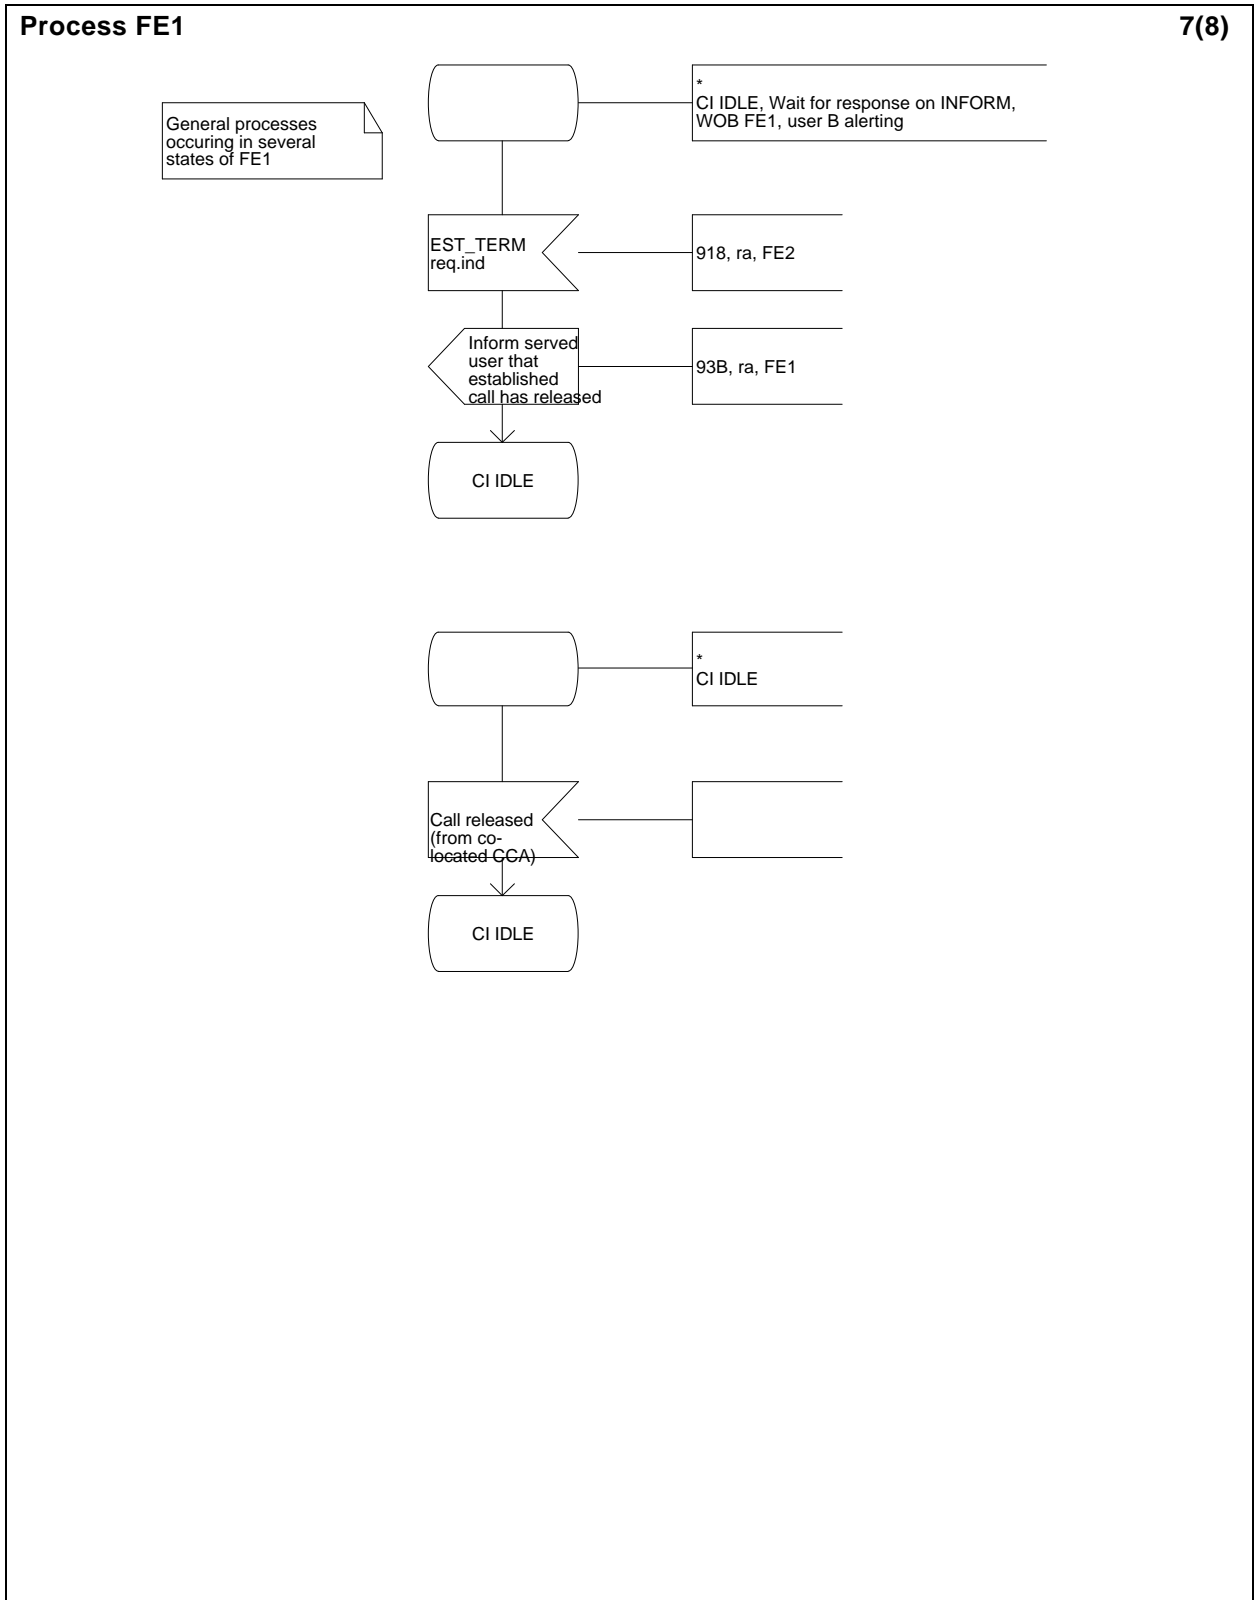 Process FE1
7(8)
General processes
occuring in several
states of FE1
*
CI IDLE, Wait for response on INFORM,
WOB FE1, user B alerting
EST_TERM
req.ind
918, ra, FE2
Inform served
user that
established
call has released
93B, ra, FE1
CI IDLE
*
CI IDLE
Call released
(from co-
located CCA)
CI IDLE